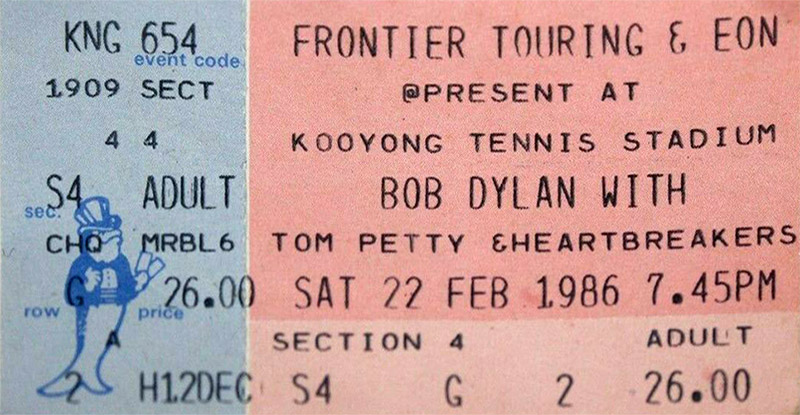 KNG 654
event code
1909 SECT
4 4
S4 ADULT
sec.
CHQ MRBL6
G 26.00
row price
A
2 H12DEC
FRONTIER TOURING & EON
@PRESENT AT
KOOYONG TENNIS STADIUM
BOB DYLAN WITH
TOM PETTY &HEARTBREAKERS
SAT 22 FEB 1986 7.45PM
SECTION 4 ADULT
S4 G 2 26.00